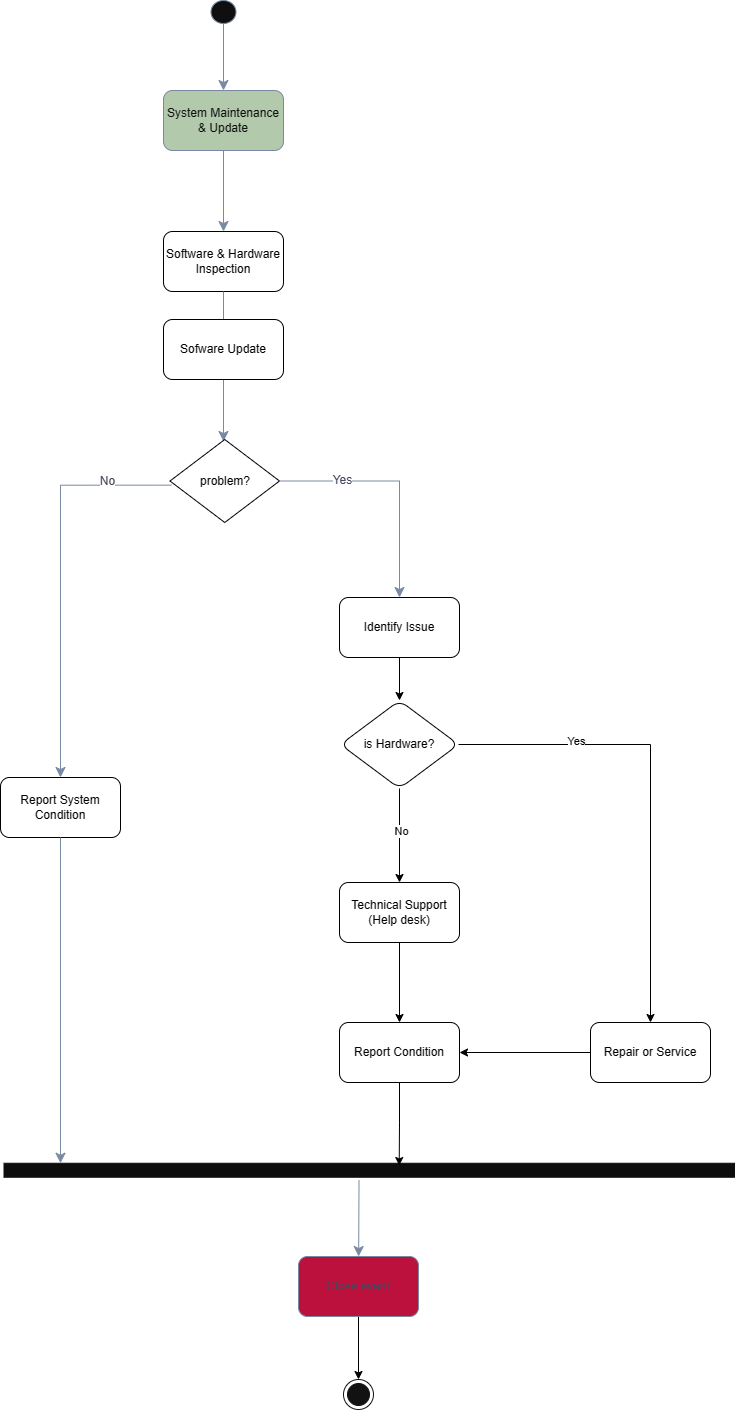 System Maintenance
& Update
Software & Hardware
Inspection
Sofware Update
problem?
No
Yes
Identify Issue
is Hardware?
Yes
Report System
Condition
No
Technical Support
(Help desk)
Report Condition
Repair or Service